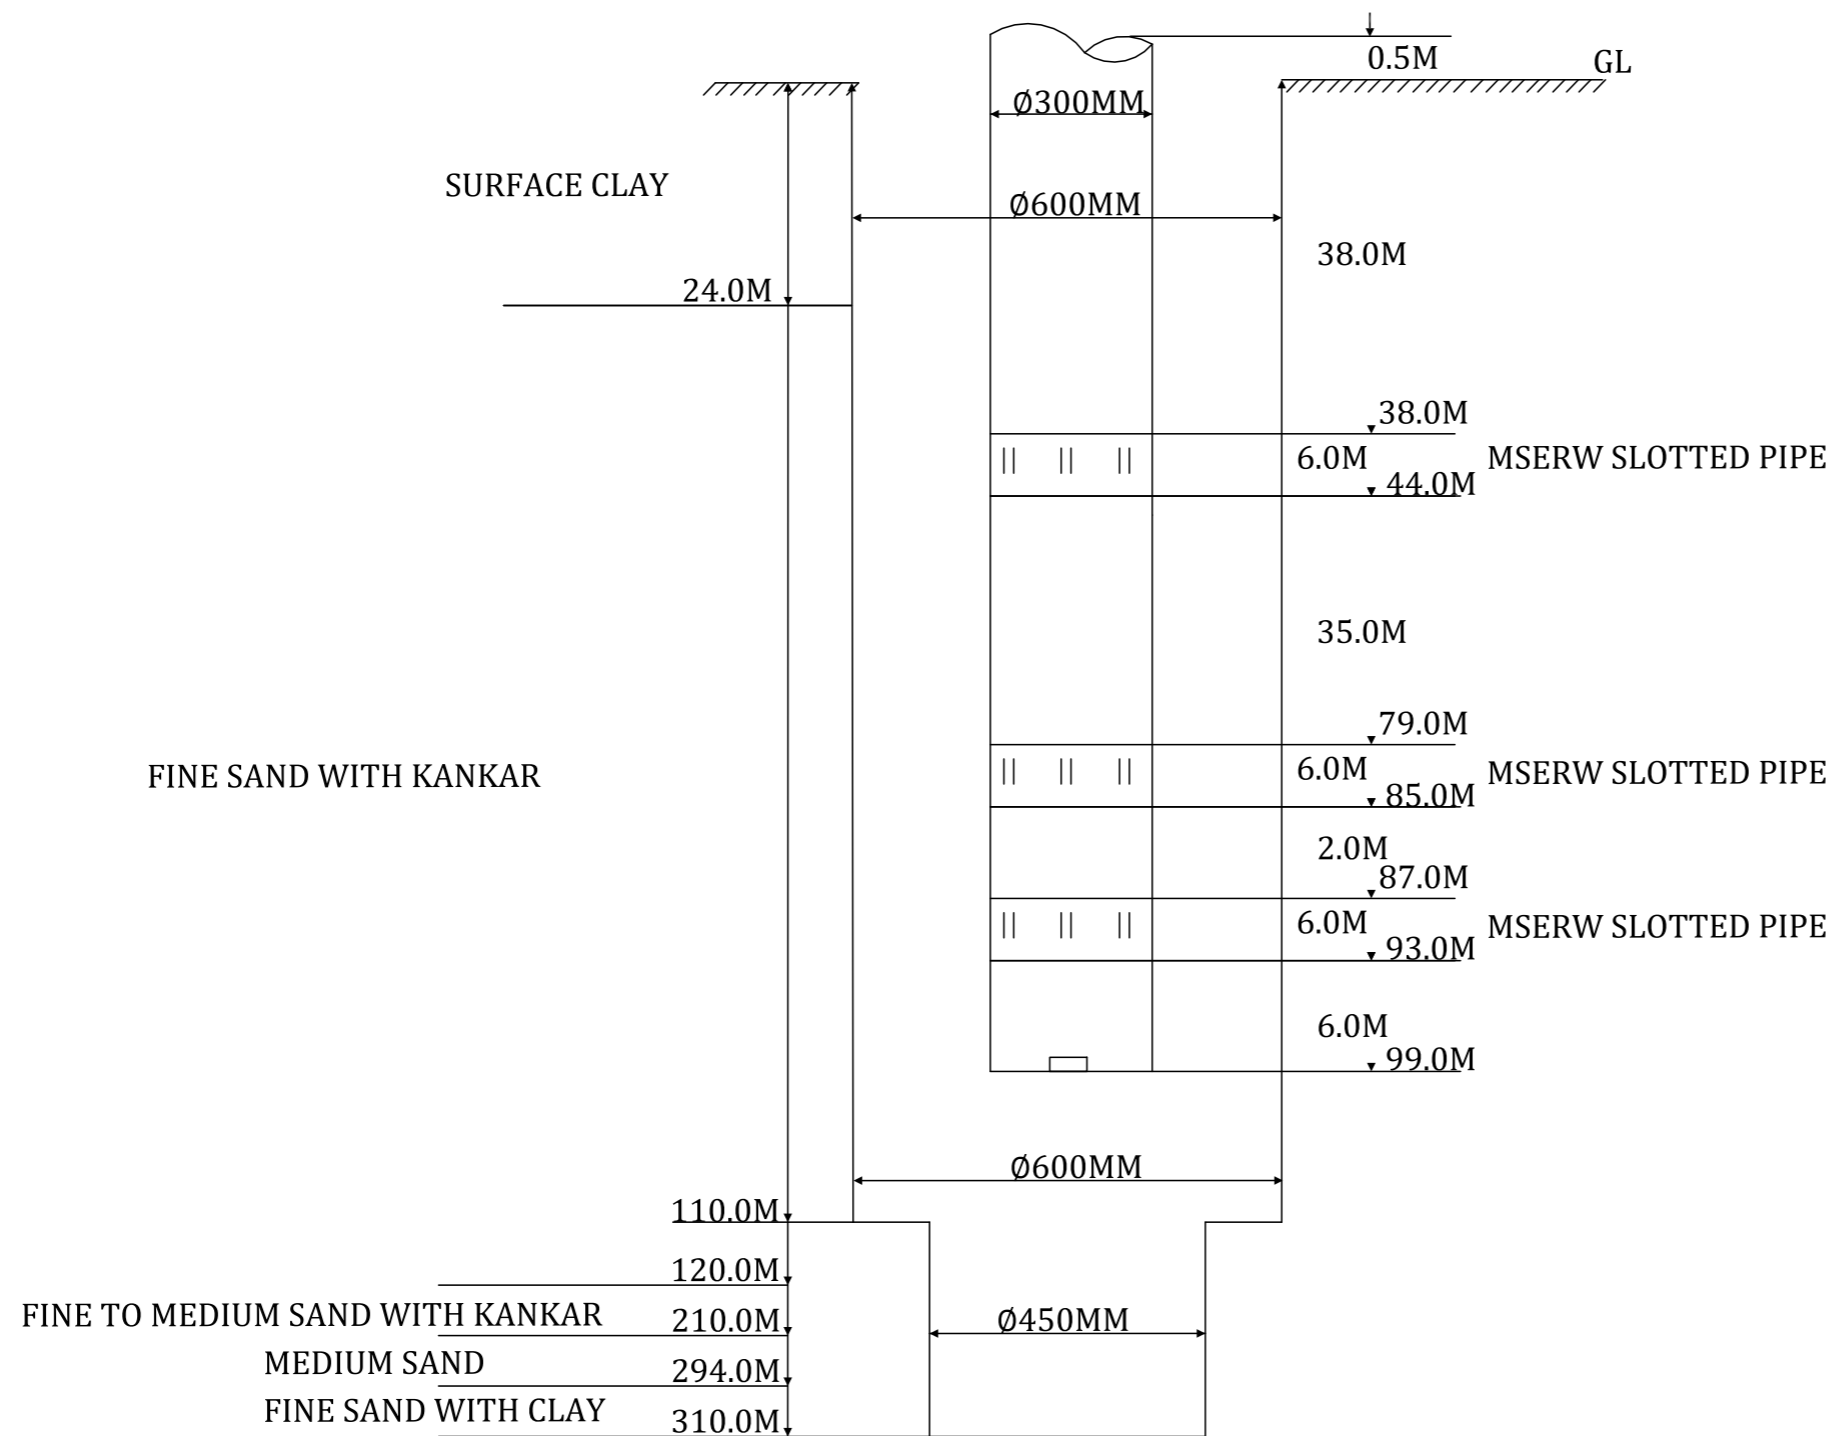 0.5M
GL
Ø300MM
SURFACE CLAY
Ø600MM
38.0M
24.0M
38.0M
6.0M MSERW SLOTTED PIPE
44.0M
35.0M
79.0M
FINE SAND WITH KANKAR
6.0M MSERW SLOTTED PIPE
85.0M
2.0M
87.0M
6.0M MSERW SLOTTED PIPE
93.0M
6.0M
99.0M
Ø600MM
110.0M
120.0M
FINE TO MEDIUM SAND WITH KANKAR 210.0M
Ø450MM
MEDIUM SAND 294.0M
FINE SAND WITH CLAY 310.0M